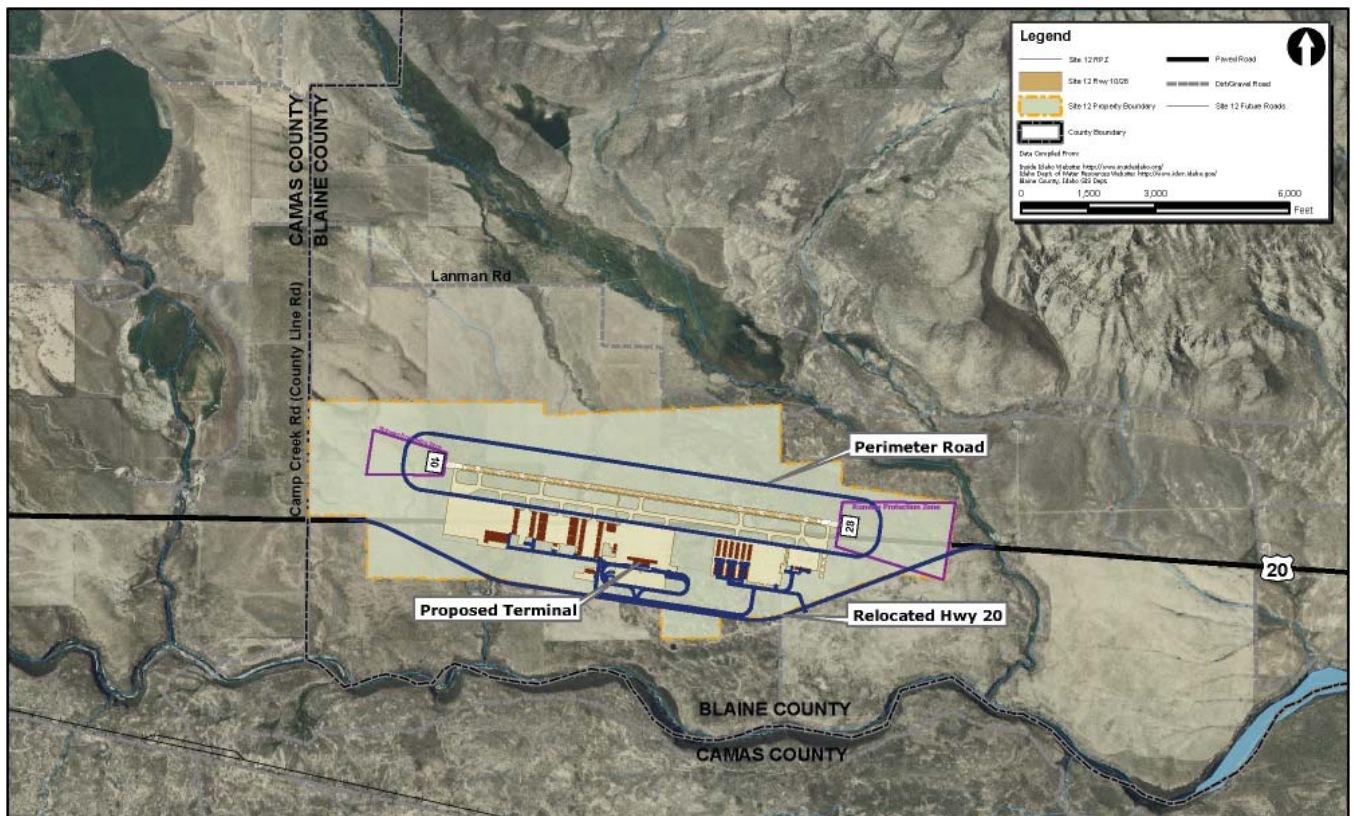 Legend
Site 12 RPZ
Paved Road
Site 12 Rwy 10/28
Dirt/Gravel Road
Site 12 Property Boundary
Site 12 Future Roads
County Boundary
Data Compiled From:
Inside Idaho Website: http://www.insideidaho.org/
Idaho Dept. of Water Resources Website: http://www.idwr.idaho.gov/
Blaine County, Idaho GIS Dept.
0 1,500 3,000 6,000
Feet
CAMAS COUNTY
BLAINE COUNTY
Lanman Rd
Camp Creek Rd (County Line Rd)
Perimeter Road
10
28
Runway Protection Zone
20
Proposed Terminal
Relocated Hwy 20
BLAINE COUNTY
CAMAS COUNTY